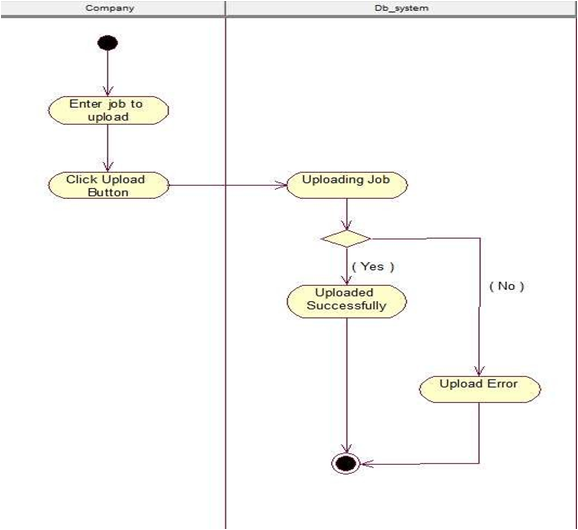 Company
Db_system
Enter job to
upload
Click Upload
Button
Uploading Job
( Yes )
Uploaded
Successfully
( No )
Upload Error